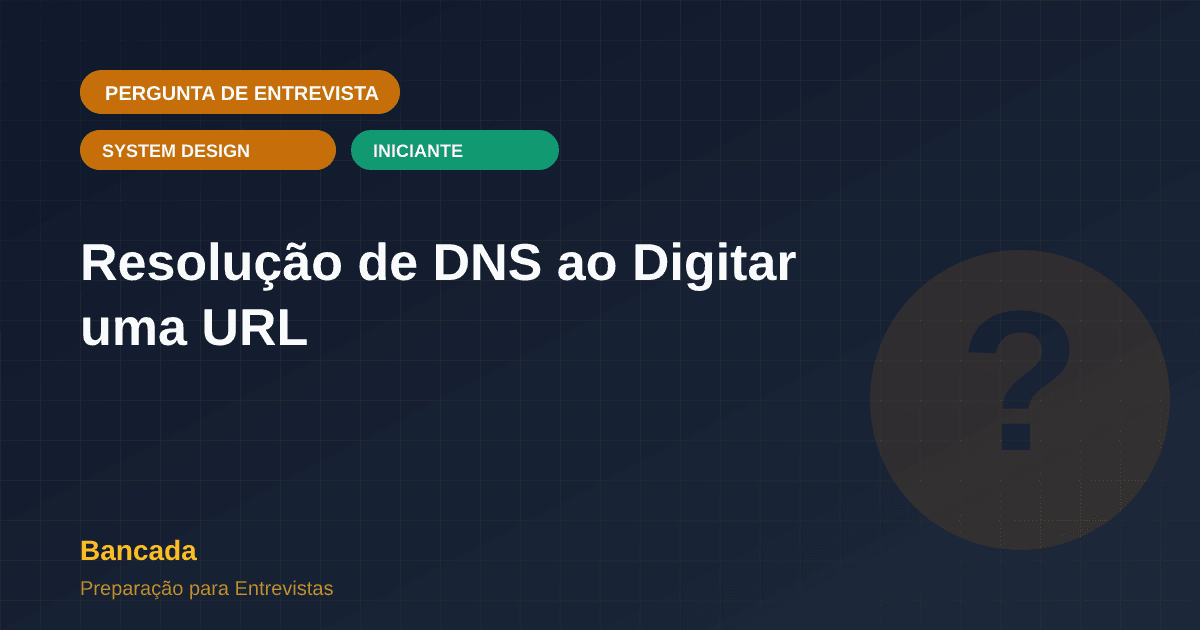 PERGUNTA DE ENTREVISTA
SYSTEM DESIGN
INICIANTE
Resolução de DNS ao Digitar
uma URL
?
Bancada
Preparação para Entrevistas